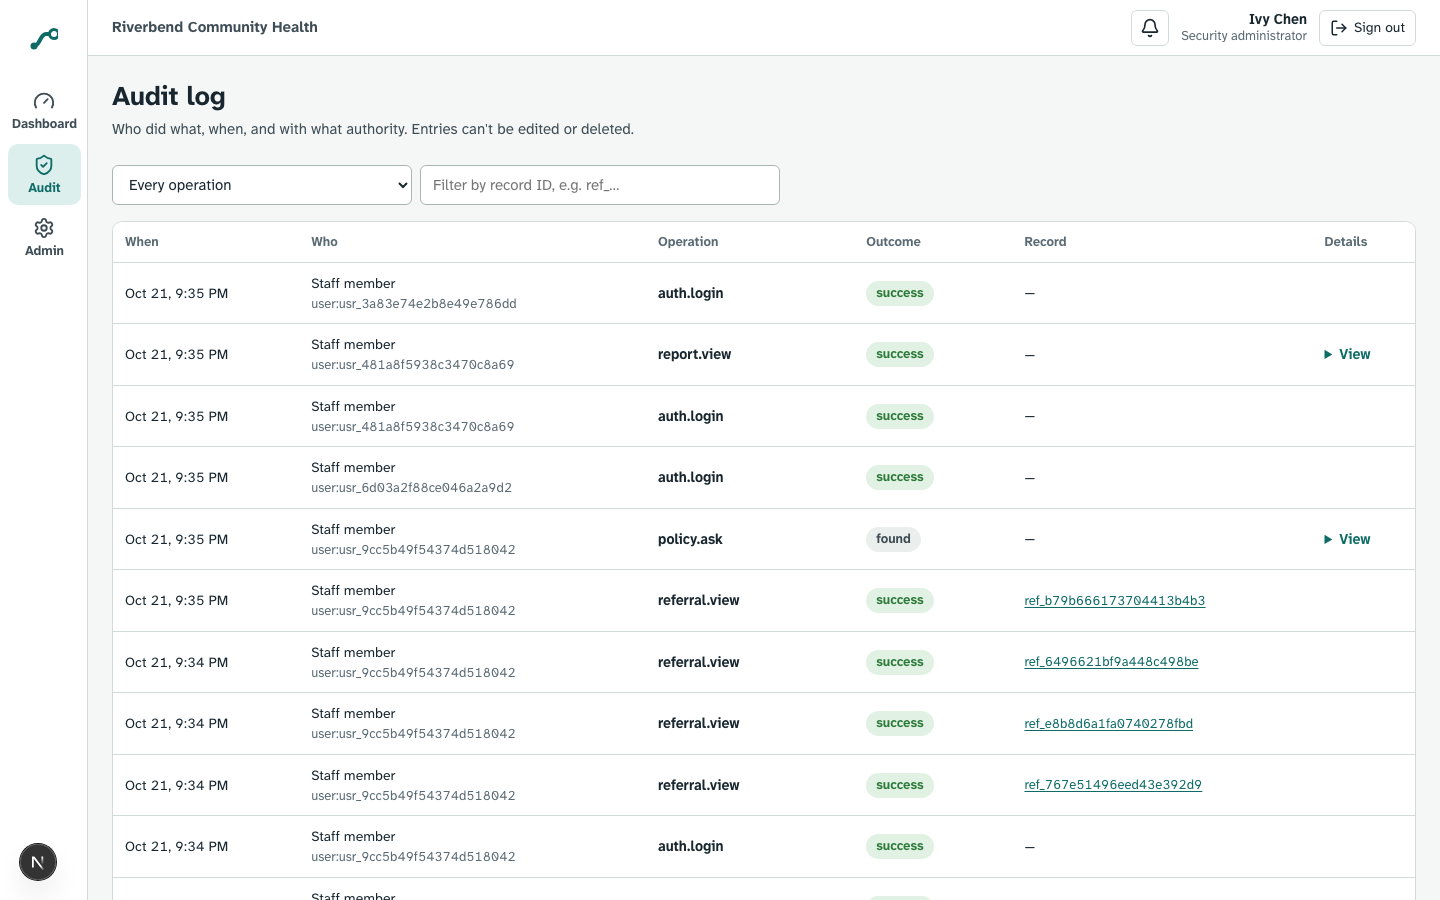 Riverbend Community Health
Ivy Chen
Security administrator
Sign out
Dashboard
Audit
Admin
N
Audit log
Who did what, when, and with what authority. Entries can't be edited or deleted.
Every operation
Filter by record ID, e.g. ref_…
When Who Operation Outcome Record Details
Oct 21, 9:35 PM Staff member auth.login success –
user:usr_3a83e74e2b8e49e786dd
Oct 21, 9:35 PM Staff member report.view success – View
user:usr_481a8f5938c3470c8a69
Oct 21, 9:35 PM Staff member auth.login success –
user:usr_481a8f5938c3470c8a69
Oct 21, 9:35 PM Staff member auth.login success –
user:usr_6d03a2f88ce046a2a9d2
Oct 21, 9:35 PM Staff member policy.ask found – View
user:usr_9cc5b49f54374d518042
Oct 21, 9:35 PM Staff member referral.view success ref_b79b666173704413b4b3
user:usr_9cc5b49f54374d518042
Oct 21, 9:34 PM Staff member referral.view success ref_6496621bf9a448c498be
user:usr_9cc5b49f54374d518042
Oct 21, 9:34 PM Staff member referral.view success ref_e8b8d6a1fa0740278fbd
user:usr_9cc5b49f54374d518042
Oct 21, 9:34 PM Staff member referral.view success ref_767e51496eed43e392d9
user:usr_9cc5b49f54374d518042
Oct 21, 9:34 PM Staff member auth.login success –
user:usr_9cc5b49f54374d518042
Staff member